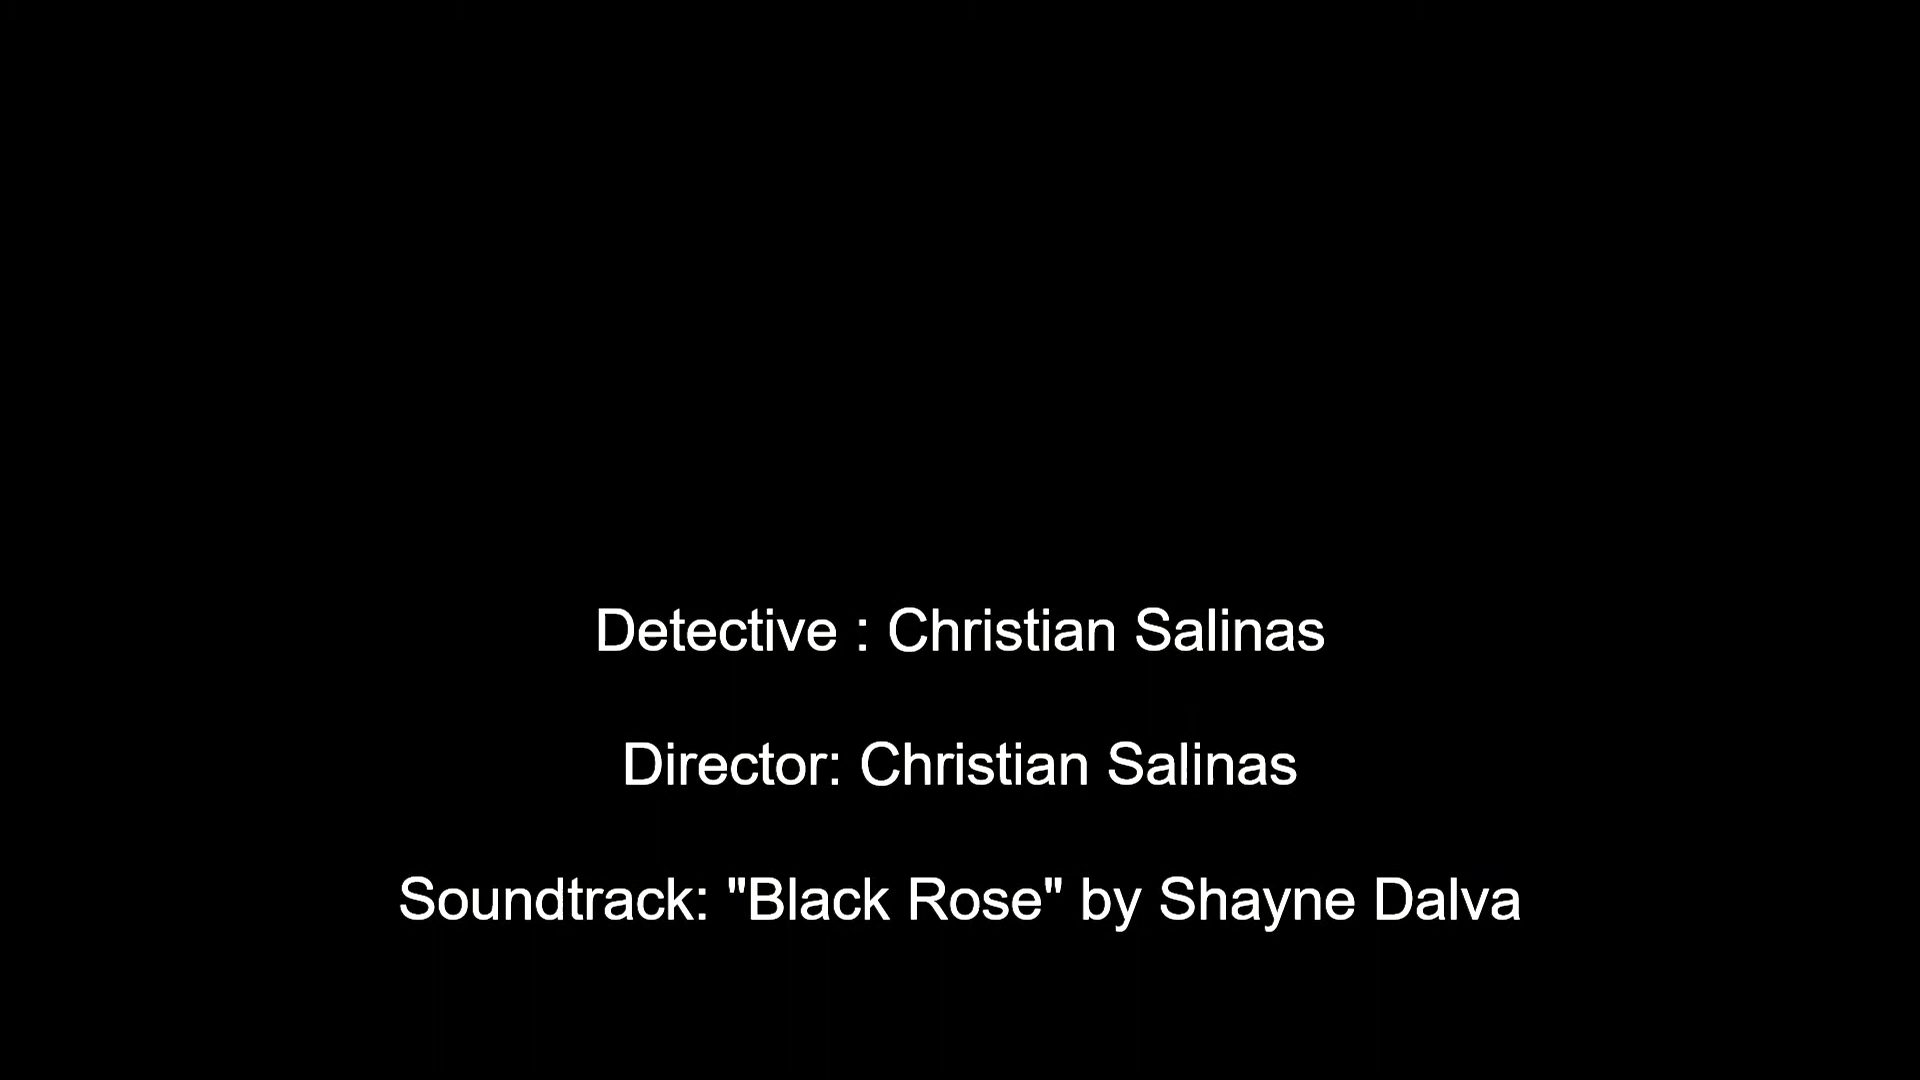 Detective : Christian Salinas
Director: Christian Salinas
Soundtrack: "Black Rose" by Shayne Dalva